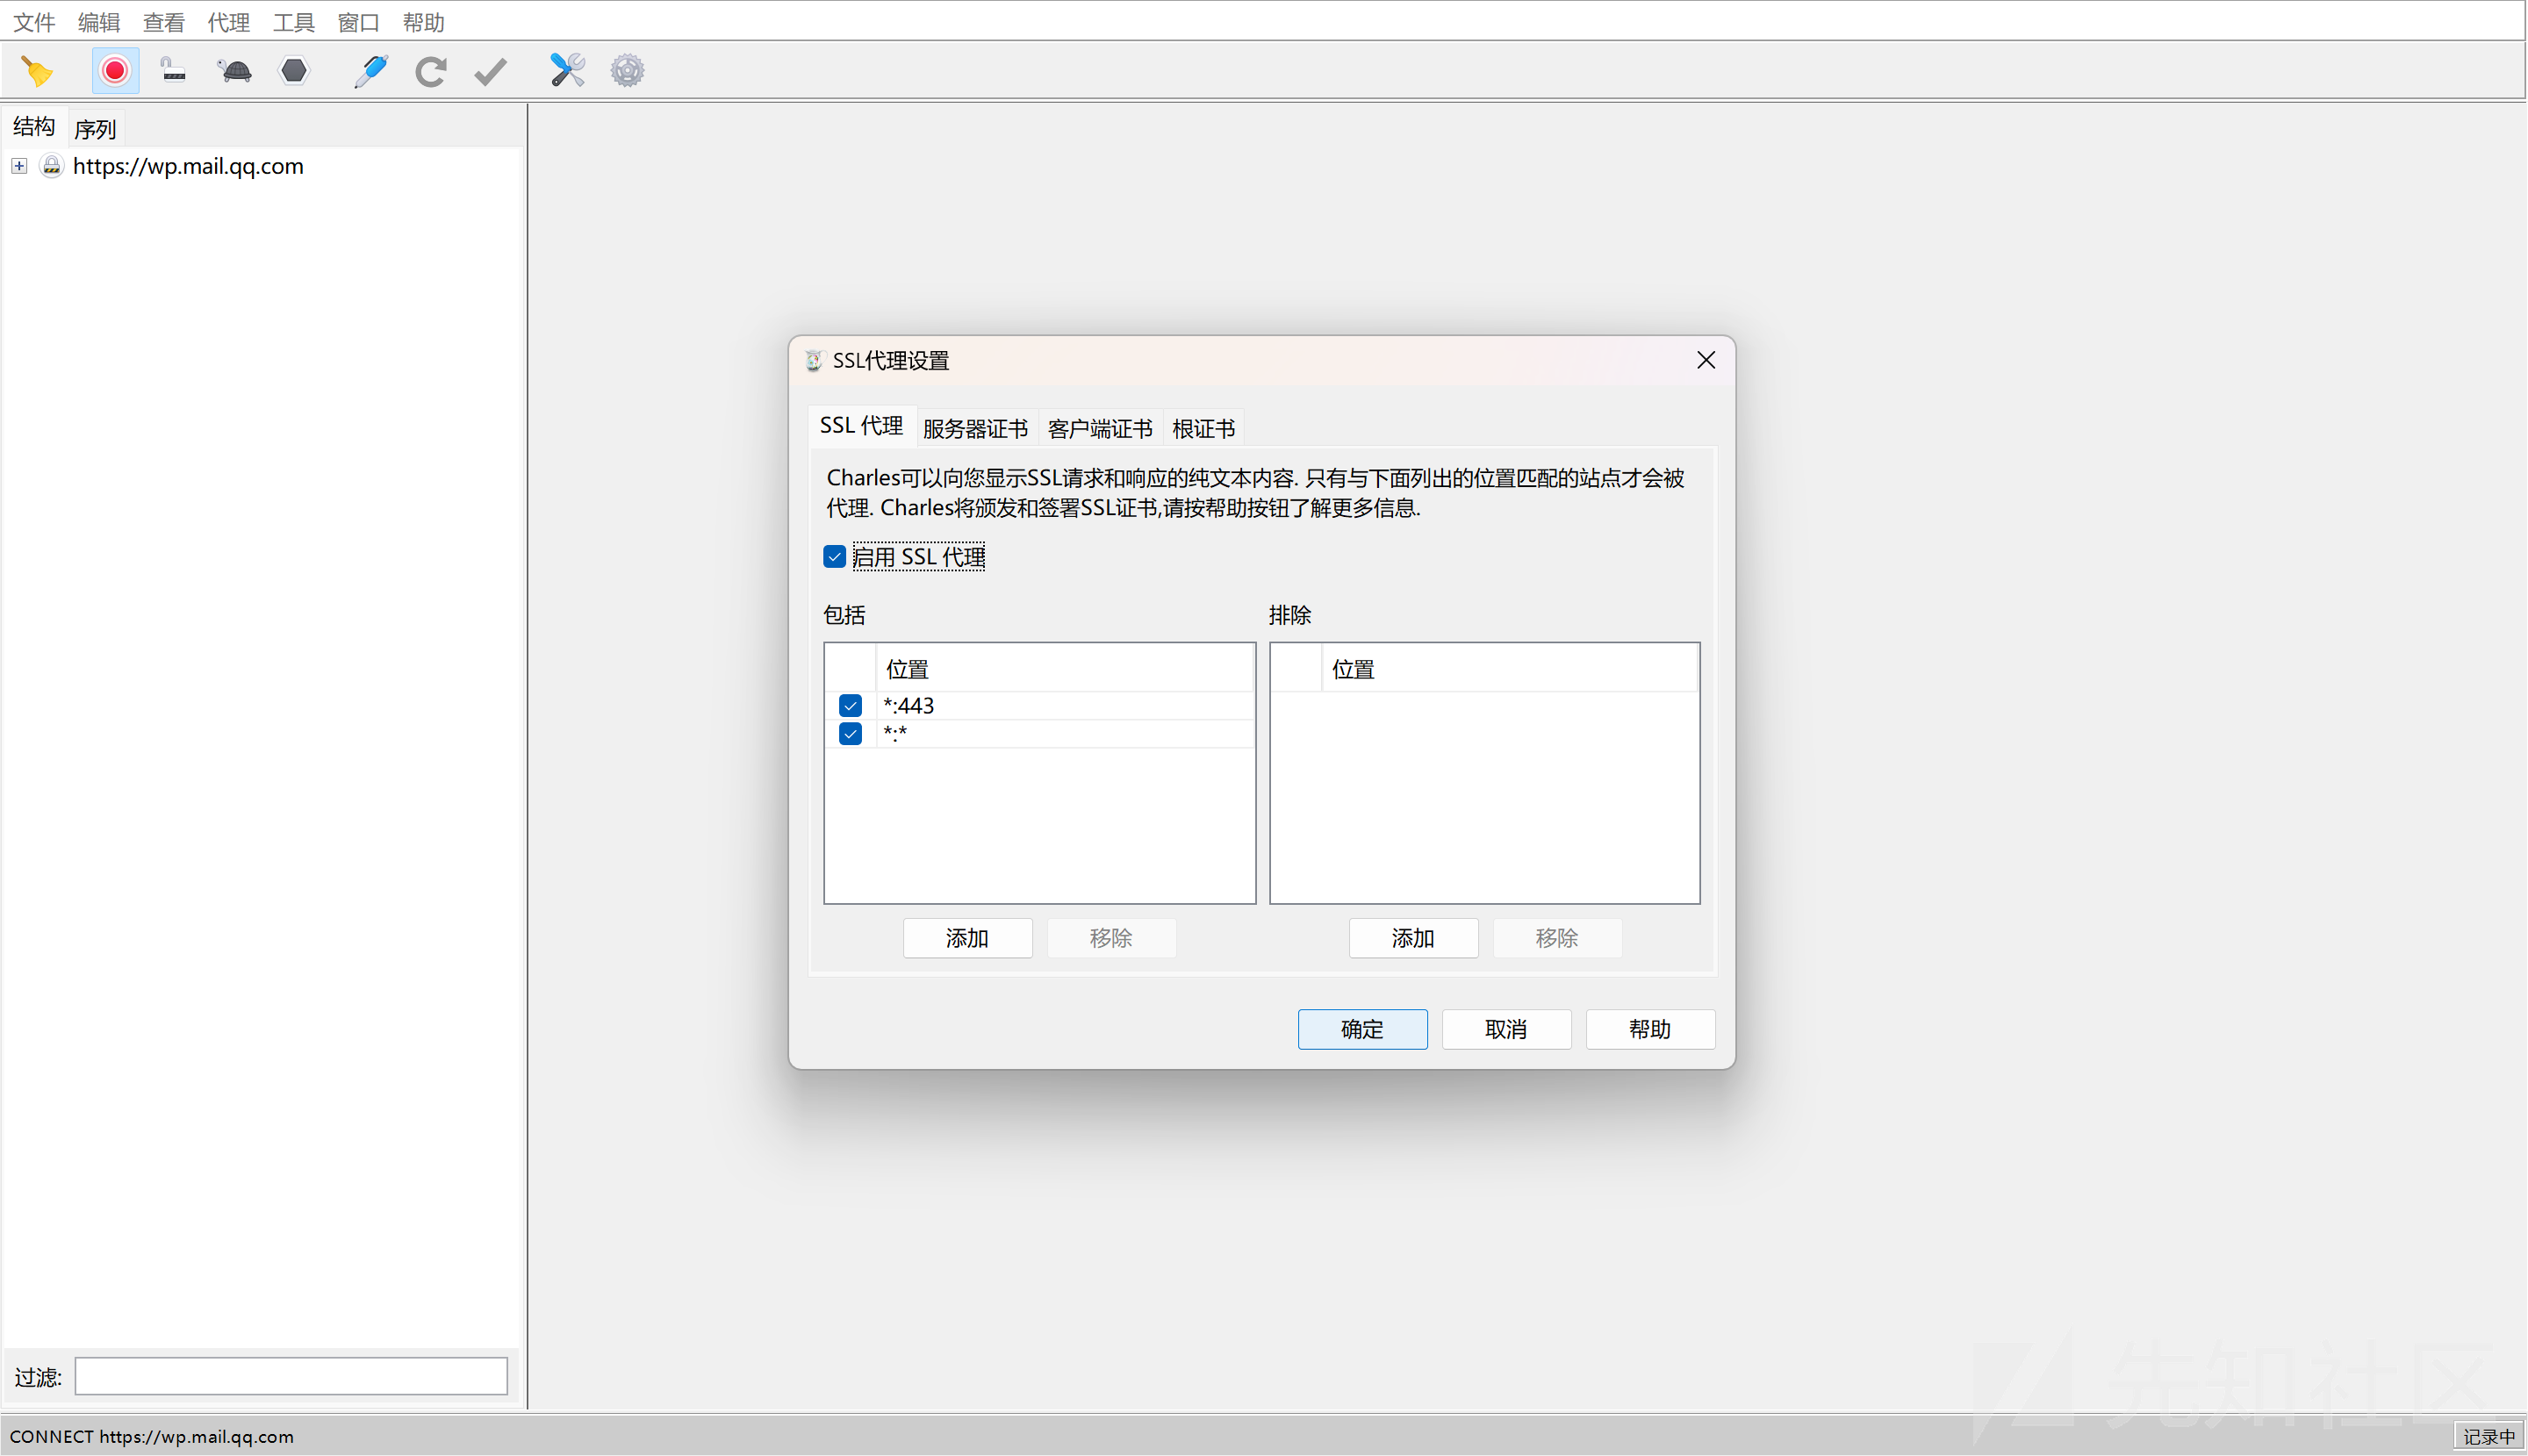 文件 编辑 查看 代理 工具 窗口 帮助
结构 序列
https://wp.mail.qq.com
SSL代理设置
SSL 代理 服务器证书 客户端证书 根证书
Charles可以向您显示SSL请求和响应的纯文本内容. 只有与下面列出的位置匹配的站点才会被
代理. Charles将颁发和签署SSL证书,请按帮助按钮了解更多信息.
启用 SSL 代理
包括 排除
位置 位置
*:443
*:*
添加 移除 添加 移除
确定 取消 帮助
先知社区
过滤:
CONNECT https://wp.mail.qq.com 记录中